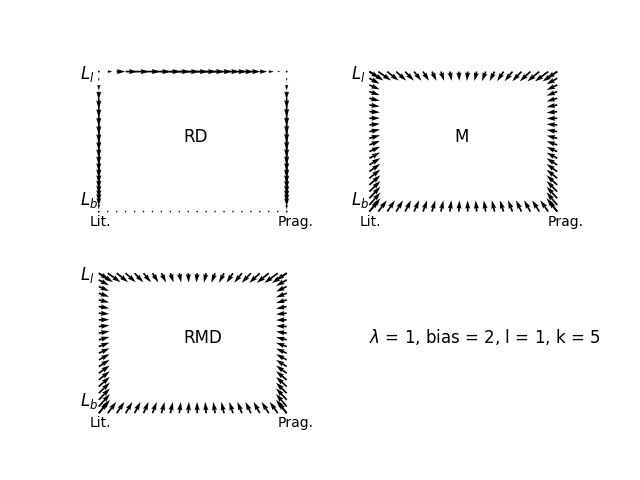 L_l
RD
L_b
Lit. Prag.
L_l
M
L_b
Lit. Prag.
L_l
RMD
L_b
Lit. Prag.
λ = 1, bias = 2, l = 1, k = 5